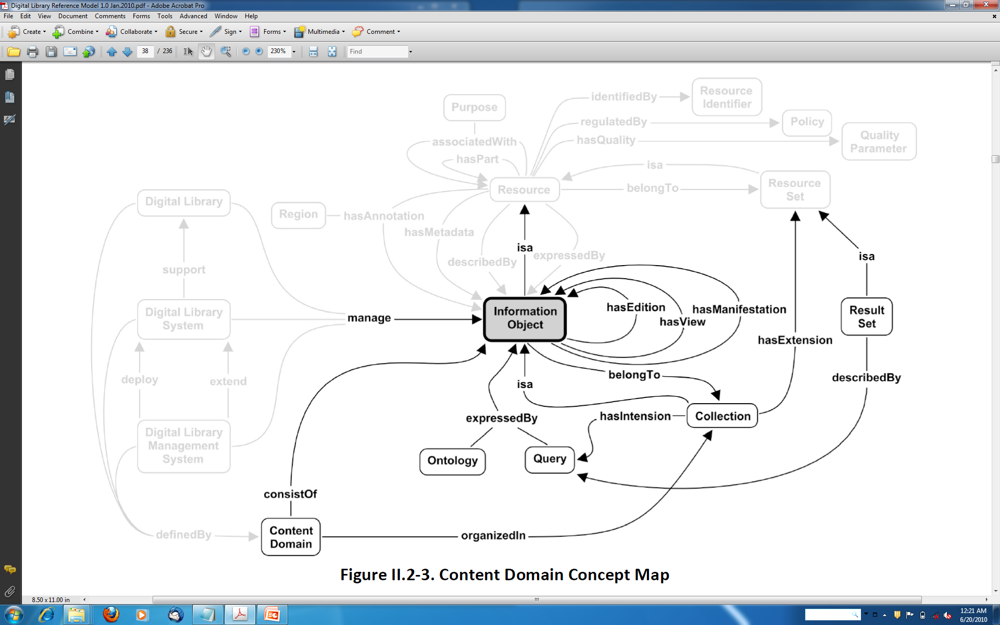 Digital Library Reference Model 1.0 Jan.2010.pdf - Adobe Acrobat Pro
File Edit View Document Comments Forms Tools Advanced Window Help
Create Combine Collaborate Secure Sign Forms Multimedia Comment
38 / 236 230% Find
Purpose
identifiedBy
Resource
Identifier
regulatedBy
Policy
associatedWith
hasQuality
Quality
Parameter
hasPart
isa
Resource
belongTo
Resource
Set
Digital Library
Region
hasAnnotation
hasMetadata
isa
describedBy
expressedBy
isa
support
Digital Library
System
manage
Information
Object
hasEdition
hasView
hasManifestation
Result
Set
hasExtension
deploy
extend
isa
belongTo
describedBy
expressedBy
hasIntension
Collection
Digital Library
Management
System
Ontology
Query
consistOf
definedBy
Content
Domain
organizedIn
Figure II.2-3. Content Domain Concept Map
8.50 x 11.00 in
12:21 AM
6/20/2010